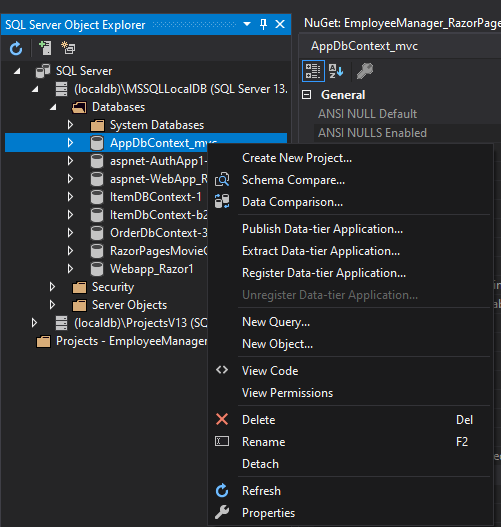 SQL Server Object Explorer
NuGet: EmployeeManager_RazorPage
AppDbContext_mvc
SQL Server
(localdb)\MSSQLLocalDB (SQL Server 13.
General
Databases
ANSI NULL Default
System Databases
ANSI NULLS Enabled
AppDbContext_mvc
aspnet-AuthApp1-
aspnet-WebApp_R
ItemDBContext-1
ItemDBContext-b2
OrderDbContext-3
RazorPagesMovieC
Webapp_Razor1
Security
Server Objects
(localdb)\ProjectsV13 (SQ
Projects - EmployeeManager
Create New Project...
Schema Compare...
Data Comparison...
Publish Data-tier Application...
Extract Data-tier Application...
Register Data-tier Application...
Unregister Data-tier Application...
New Query...
New Object...
View Code
View Permissions
Delete Del
Rename F2
Detach
Refresh
Properties